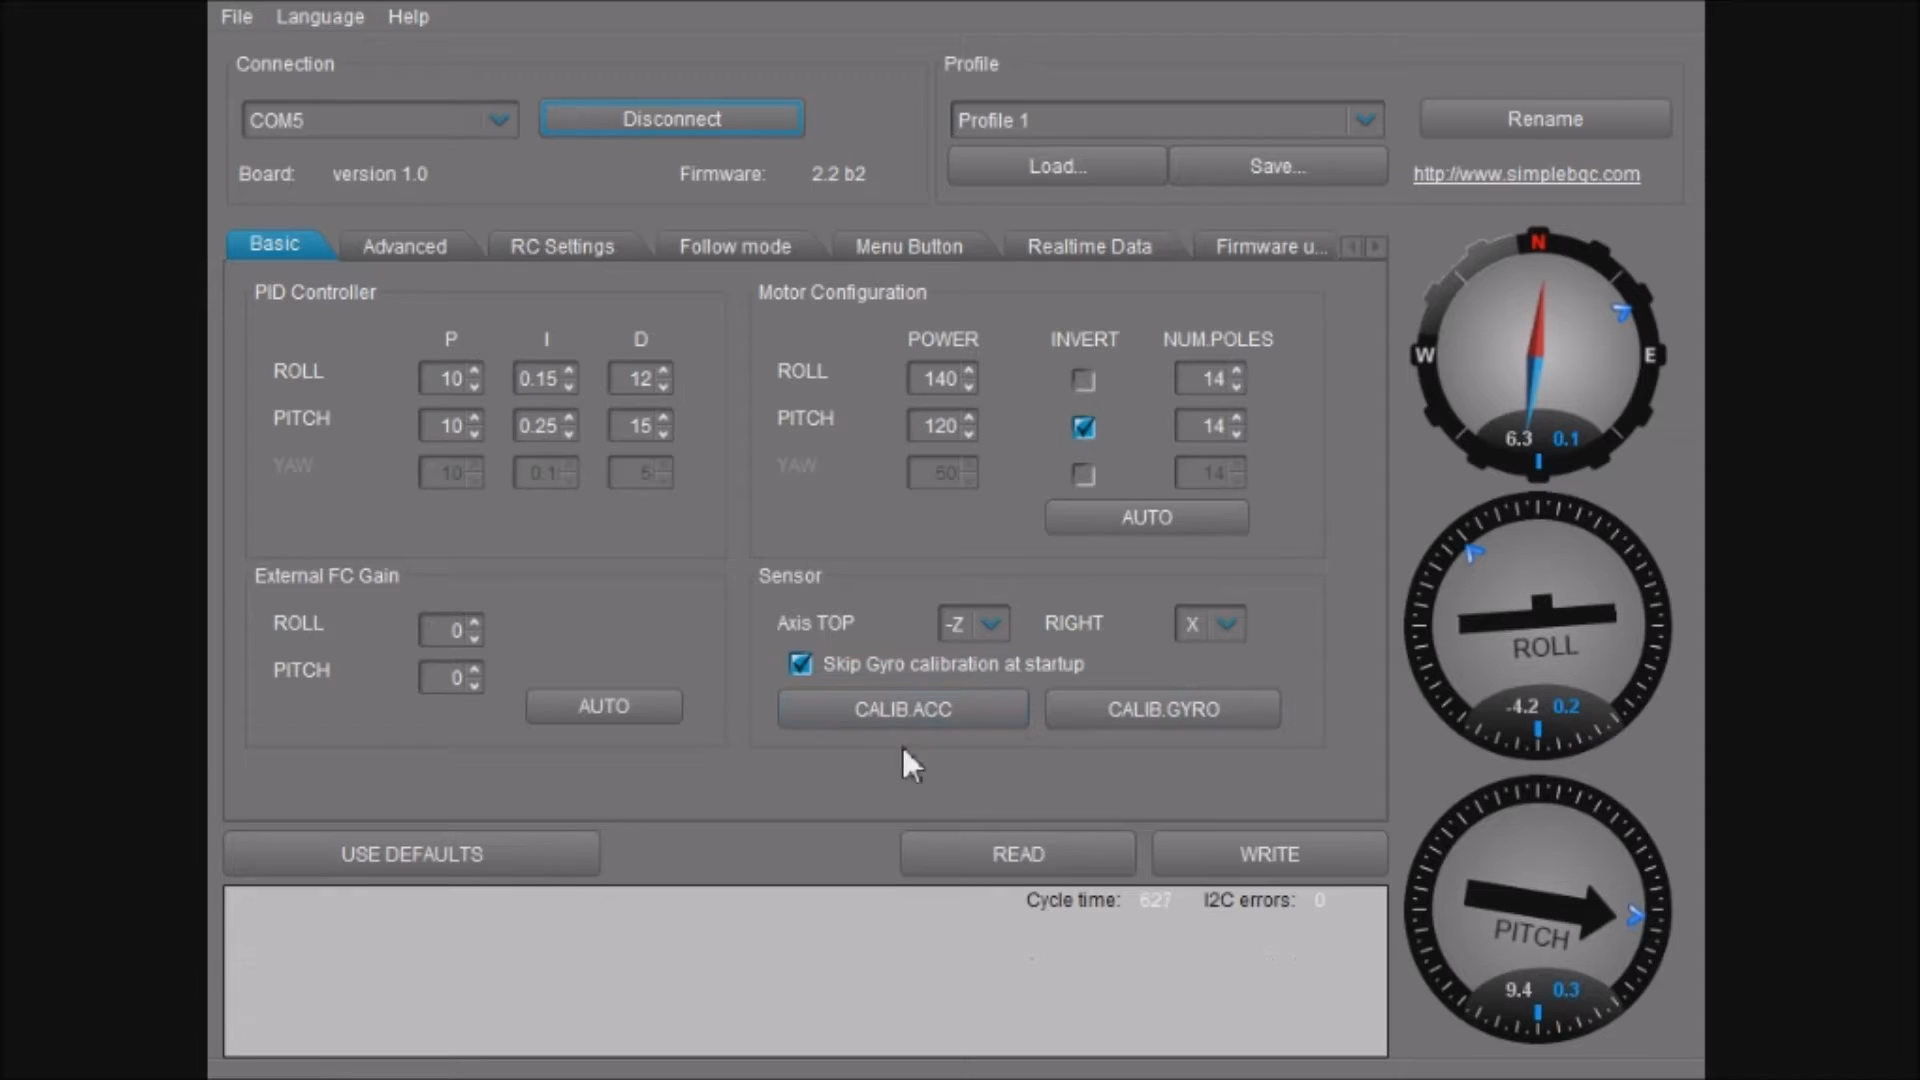 File Language Help
Connection
Profile
COM5 Disconnect
Profile 1 Rename
Load... Save...
Board: version 1.0 Firmware: 2.2 b2
http://www.simplebgc.com
Basic Advanced RC Settings Follow mode Menu Button Realtime Data Firmware u...
PID Controller
P I D
ROLL 10 0.15 12
PITCH 10 0.25 15
YAW 10 0.1 5
Motor Configuration
POWER INVERT NUM.POLES
ROLL 140 14
PITCH 120 14
YAW 50 14
AUTO
External FC Gain
ROLL 0
PITCH 0
AUTO
Sensor
Axis TOP -Z RIGHT X
Skip Gyro calibration at startup
CALIB.ACC CALIB.GYRO
USE DEFAULTS READ WRITE
Cycle time: 627 I2C errors: 0
N
W E
6.3 0.1
ROLL
-4.2 0.2
PITCH
9.4 0.3